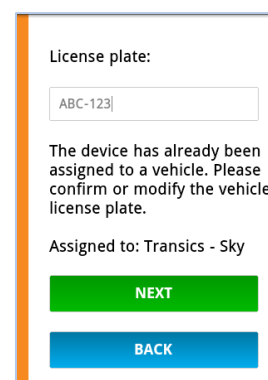 License plate:
ABC-123
The device has already been
assigned to a vehicle. Please
confirm or modify the vehicle
license plate.
Assigned to: Transics - Sky
NEXT
BACK